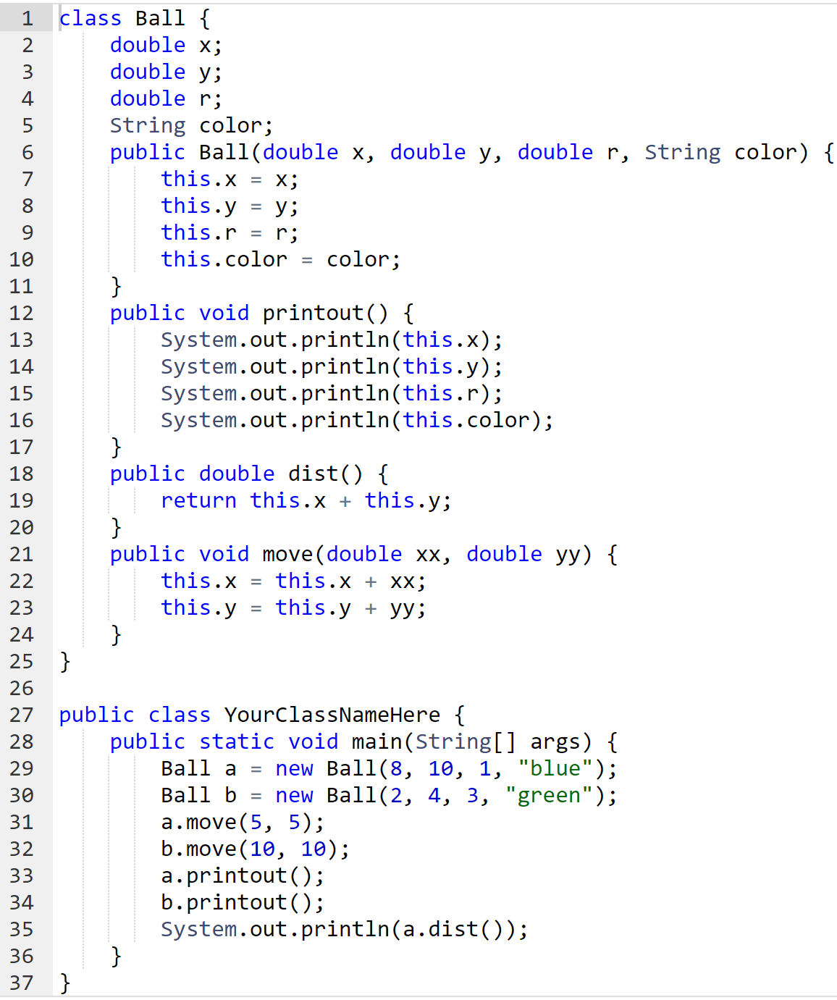 1 class Ball {
2     double x;
3     double y;
4     double r;
5     String color;
6     public Ball(double x, double y, double r, String color) {
7         this.x = x;
8         this.y = y;
9         this.r = r;
10         this.color = color;
11     }
12     public void printout() {
13         System.out.println(this.x);
14         System.out.println(this.y);
15         System.out.println(this.r);
16         System.out.println(this.color);
17     }
18     public double dist() {
19         return this.x + this.y;
20     }
21     public void move(double xx, double yy) {
22         this.x = this.x + xx;
23         this.y = this.y + yy;
24     }
25 }
26
27 public class YourClassNameHere {
28     public static void main(String[] args) {
29         Ball a = new Ball(8, 10, 1, "blue");
30         Ball b = new Ball(2, 4, 3, "green");
31         a.move(5, 5);
32         b.move(10, 10);
33         a.printout();
34         b.printout();
35         System.out.println(a.dist());
36     }
37 }